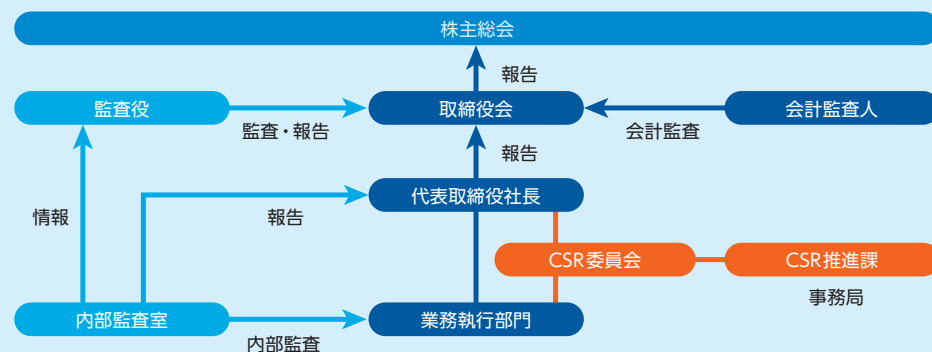 株主総会
報告
監査役
取締役会
会計監査人
監査・報告
会計監査
報告
代表取締役社長
情報
報告
CSR委員会
CSR推進課
事務局
内部監査室
業務執行部門
内部監査